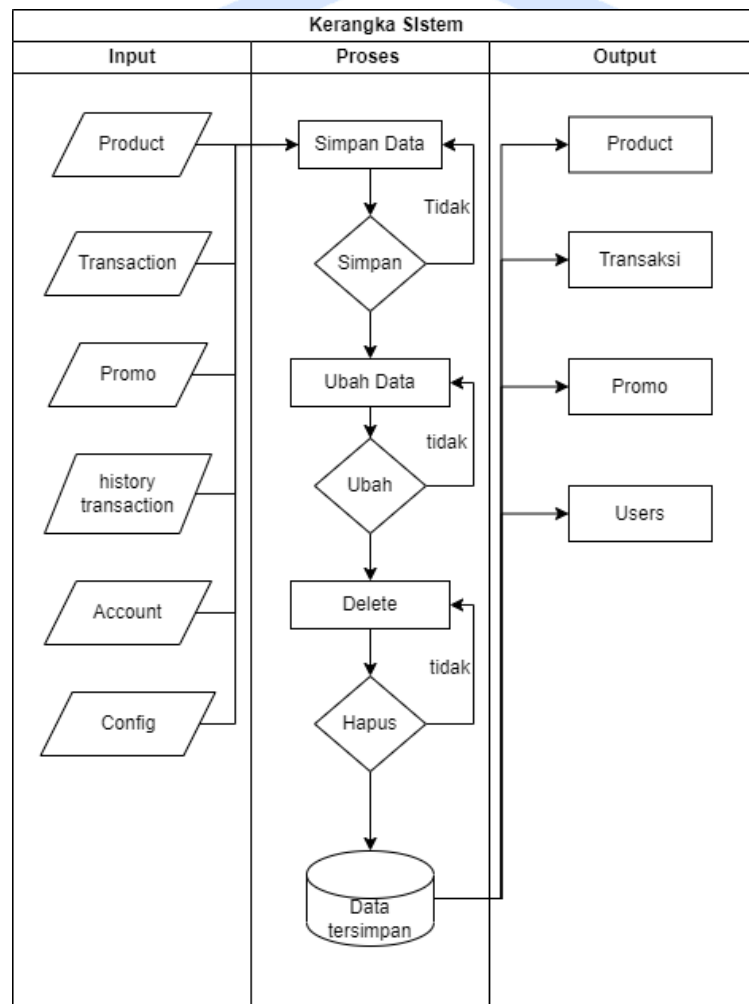 Kerangka SIstem
Input
Proses
Output
Product
Simpan Data
Product
Tidak
Transaction
Simpan
Transaksi
Promo
Ubah Data
Promo
tidak
history
transaction
Ubah
Users
Account
Delete
tidak
Config
Hapus
Data
tersimpan